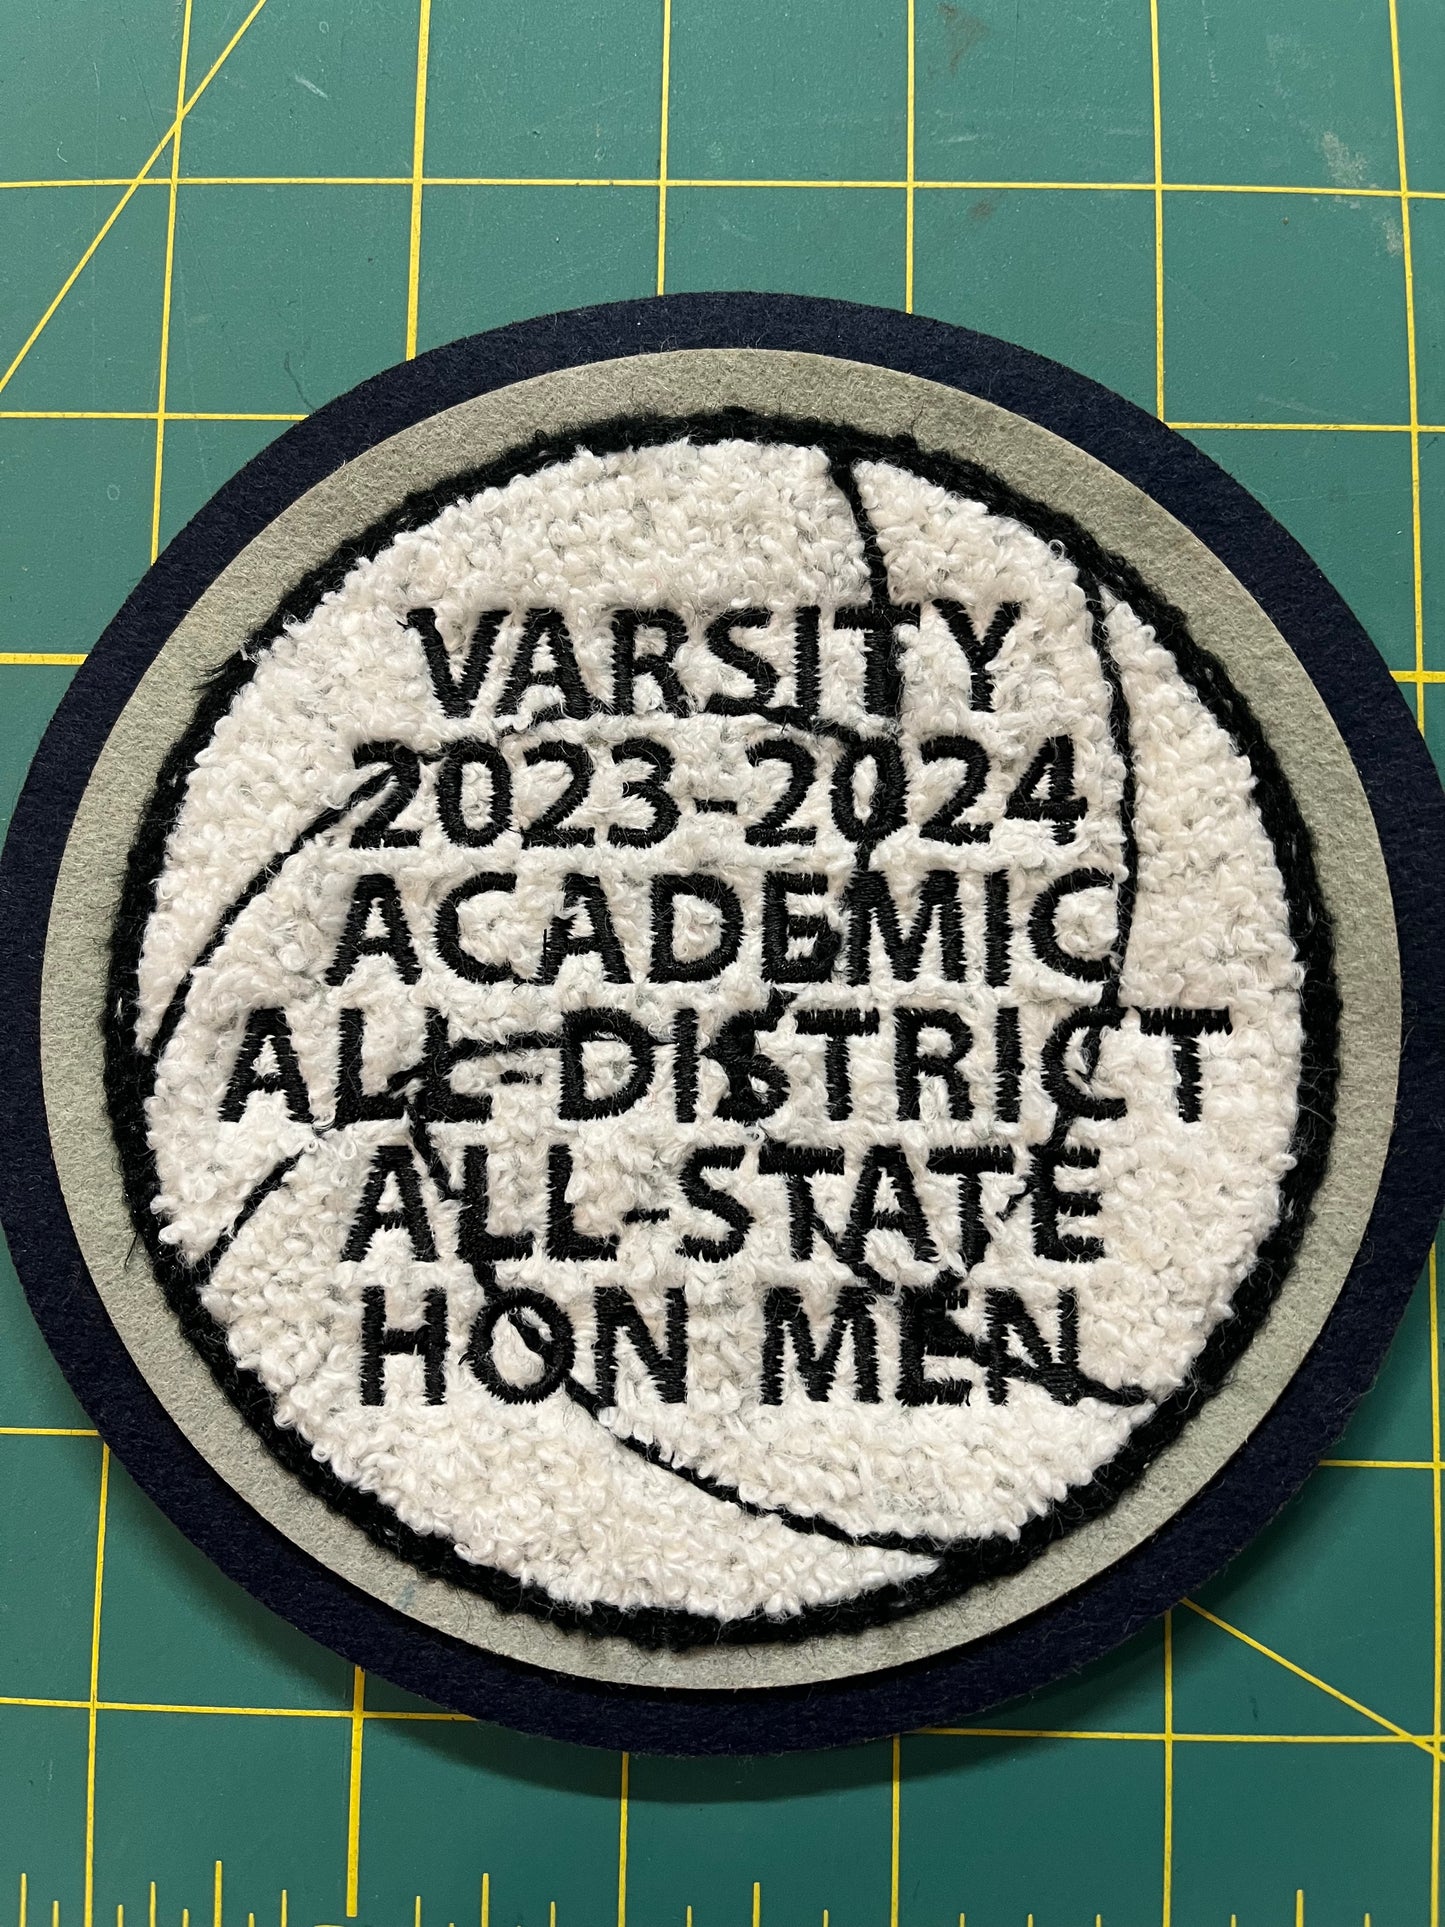 VARSITY
2023-2024
ACADEMIC
ALL-DISTRICT
ALL-STATE
HON MEN